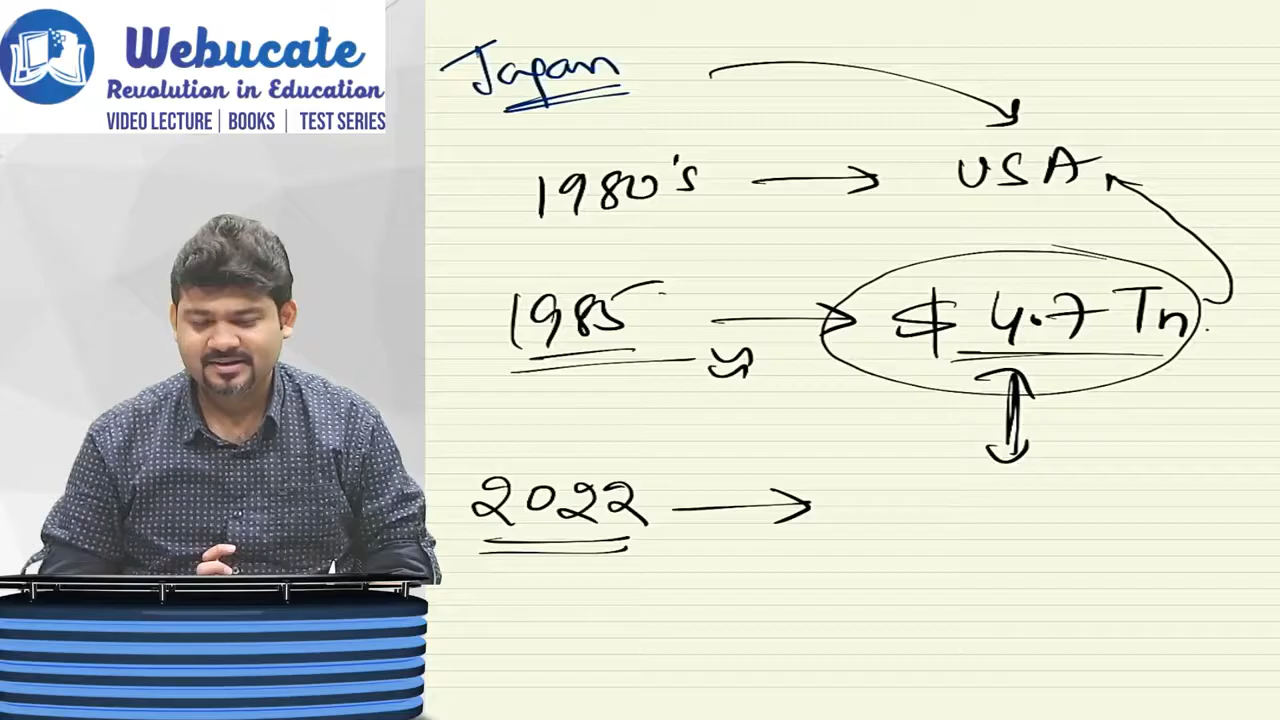 Webucate
Revolution in Education
VIDEO LECTURE | BOOKS | TEST SERIES
Japan
1980's → USA
1985 → $ 4.7 Tn
2022 →